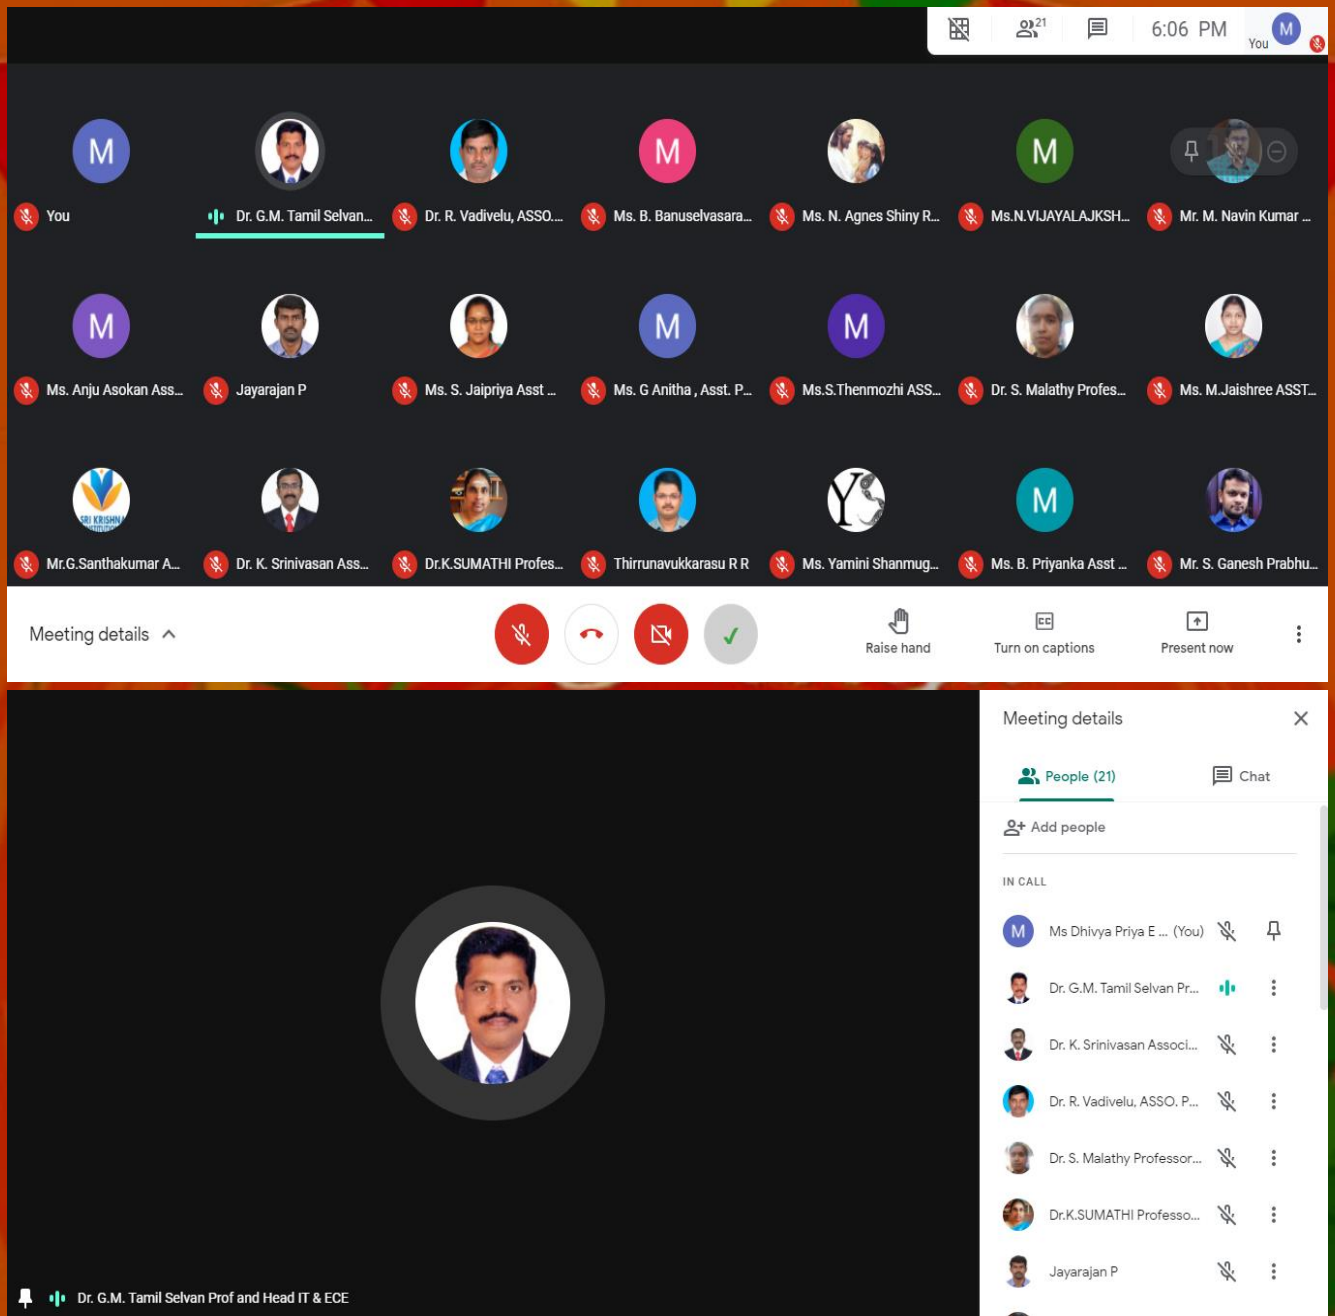 21
6:06 PM
You
M
M
M
M
You
Dr. G.M. Tamil Selvan...
Dr. R. Vadivelu, ASSO....
Ms. B. Banuselvasara...
Ms. N. Agnes Shiny R...
Ms.N.VIJAYALAJKSH...
Mr. M. Navin Kumar ...
M
M
M
Ms. Anju Asokan Ass...
Jayarajan P
Ms. S. Jaipriya Asst ...
Ms. G Anitha , Asst. P...
Ms.S.Thenmozhi ASS...
Dr. S. Malathy Profes...
Ms. M.Jaishree ASST...
SRI KRISHNA
YS
M
Mr.G.Santhakumar A...
Dr. K. Srinivasan Ass...
Dr.K.SUMATHI Profes...
Thirrunavukkarasu R R
Ms. Yamini Shanmug...
Ms. B. Priyanka Asst ...
Mr. S. Ganesh Prabhu...
Meeting details
Raise hand
CC
Turn on captions
Present now
Meeting details
People (21)
Chat
Add people
IN CALL
M
Ms Dhivya Priya E ... (You)
Dr. G.M. Tamil Selvan Pr...
Dr. K. Srinivasan Associ...
Dr. R. Vadivelu, ASSO. P...
Dr. S. Malathy Professor...
Dr.K.SUMATHI Professo...
Jayarajan P
Dr. G.M. Tamil Selvan Prof and Head IT & ECE